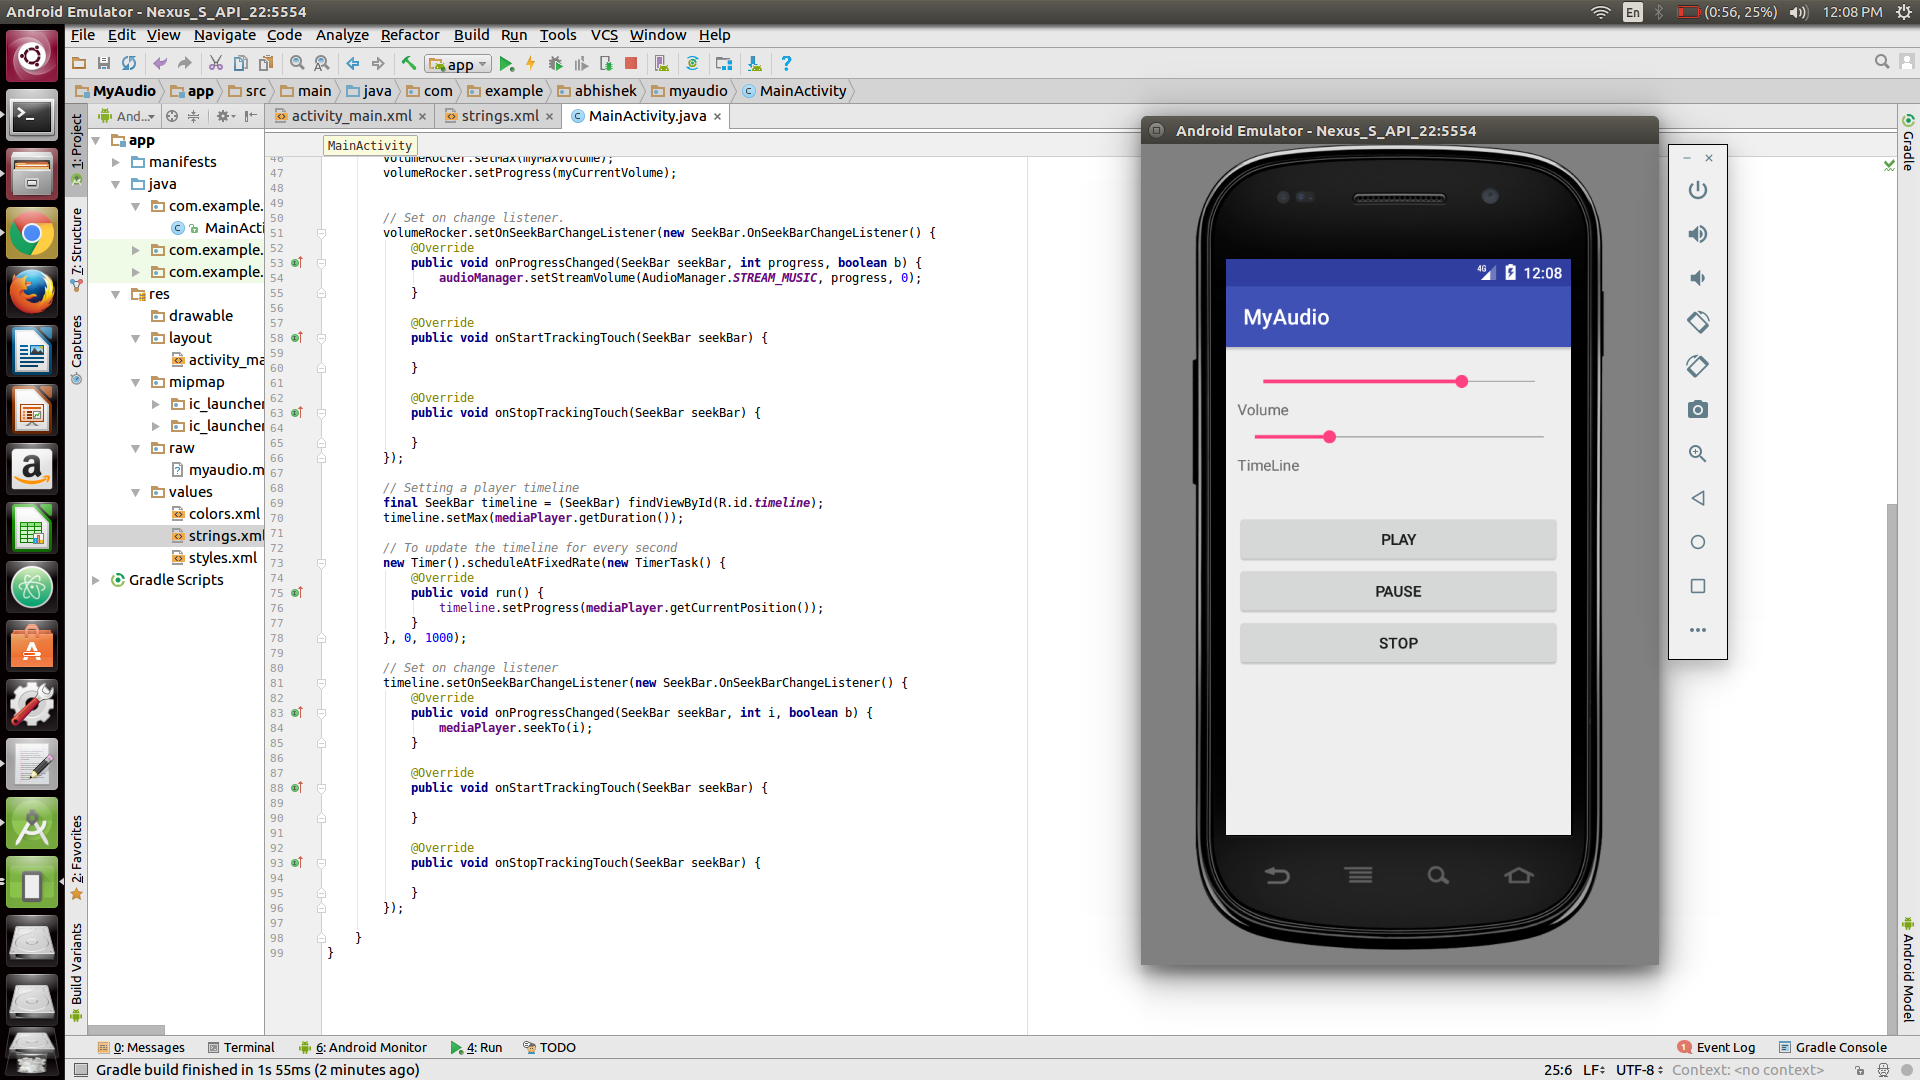 Android Emulator - Nexus_S_API_22:5554
En
(0:56, 25%)
12:08 PM
File Edit View Navigate Code Analyze Refactor Build Run Tools VCS Window Help
app
MyAudio app src main java com example abhishek myaudio MainActivity
And...
activity_main.xml
strings.xml
MainActivity.java
MainActivity
1: Project
7: Structure
Captures
2: Favorites
Build Variants
app
manifests
java
com.example.
MainActi
com.example.
com.example.
res
drawable
layout
activity_ma
mipmap
ic_launcher
ic_launcher
raw
myaudio.m
values
colors.xml
strings.xml
styles.xml
Gradle Scripts
46 volumeRocker.setMax(myMaxVolume);
47 volumeRocker.setProgress(myCurrentVolume);
48
49
50 // Set on change listener.
51 volumeRocker.setOnSeekBarChangeListener(new SeekBar.OnSeekBarChangeListener() {
52 @Override
53 public void onProgressChanged(SeekBar seekBar, int progress, boolean b) {
54 audioManager.setStreamVolume(AudioManager.STREAM_MUSIC, progress, 0);
55 }
56
57 @Override
58 public void onStartTrackingTouch(SeekBar seekBar) {
59
60 }
61
62 @Override
63 public void onStopTrackingTouch(SeekBar seekBar) {
64
65 }
66 });
67
68 // Setting a player timeline
69 final SeekBar timeline = (SeekBar) findViewById(R.id.timeline);
70 timeline.setMax(mediaPlayer.getDuration());
71
72 // To update the timeline for every second
73 new Timer().scheduleAtFixedRate(new TimerTask() {
74 @Override
75 public void run() {
76 timeline.setProgress(mediaPlayer.getCurrentPosition());
77 }
78 }, 0, 1000);
79
80 // Set on change listener
81 timeline.setOnSeekBarChangeListener(new SeekBar.OnSeekBarChangeListener() {
82 @Override
83 public void onProgressChanged(SeekBar seekBar, int i, boolean b) {
84 mediaPlayer.seekTo(i);
85 }
86
87 @Override
88 public void onStartTrackingTouch(SeekBar seekBar) {
89
90 }
91
92 @Override
93 public void onStopTrackingTouch(SeekBar seekBar) {
94
95 }
96 });
97
98 }
99 }
Android Emulator - Nexus_S_API_22:5554
4G 12:08
MyAudio
Volume
TimeLine
PLAY
PAUSE
STOP
Gradle
Android Model
0: Messages Terminal 6: Android Monitor 4: Run TODO
1 Event Log Gradle Console
Gradle build finished in 1s 55ms (2 minutes ago)
25:6 LF UTF-8 Context: <no context>